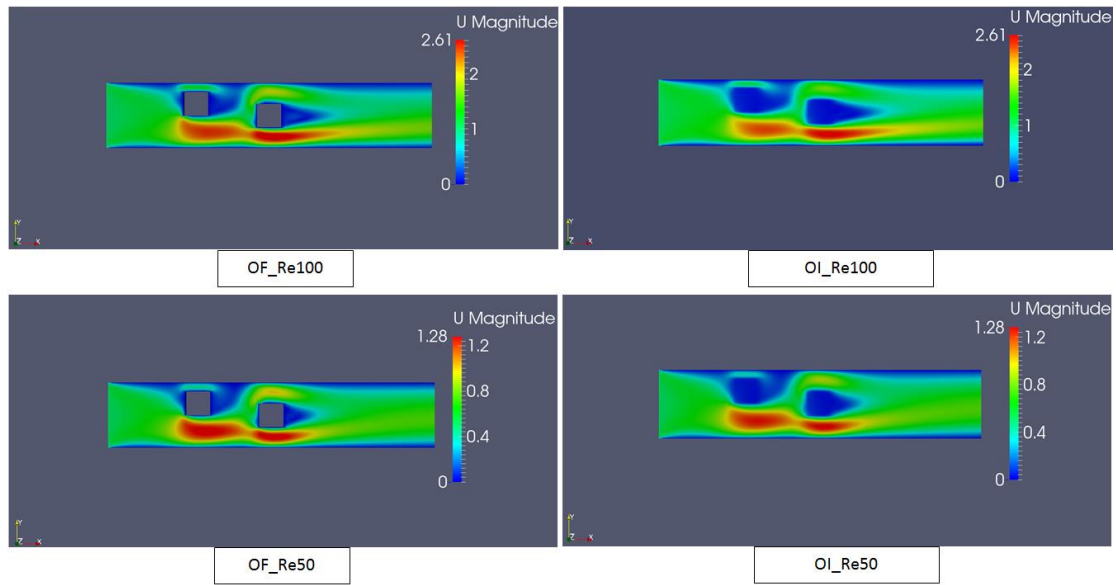 U Magnitude
2.61
2
1
0
Y
Z X
OF_Re100
U Magnitude
2.61
2
1
0
Y
Z X
OI_Re100
U Magnitude
1.28
1.2
0.8
0.4
0
Y
Z X
OF_Re50
U Magnitude
1.28
1.2
0.8
0.4
0
Y
Z X
OI_Re50